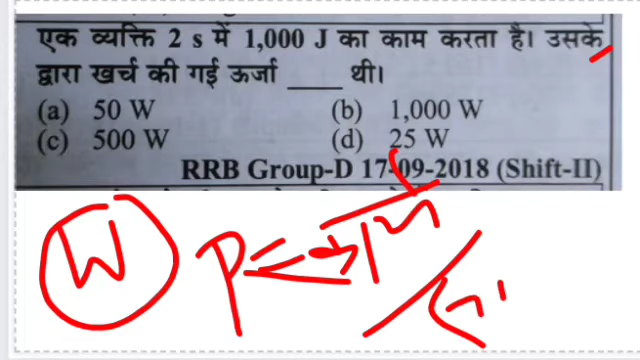 एक व्यक्ति 2 s में 1,000 J का काम करता है। उसके
द्वारा खर्च की गई ऊर्जा ____ थी।
(a) 50 W (b) 1,000 W
(c) 500 W (d) 25 W
RRB Group-D 17-09-2018 (Shift-II)
W P = कार्य